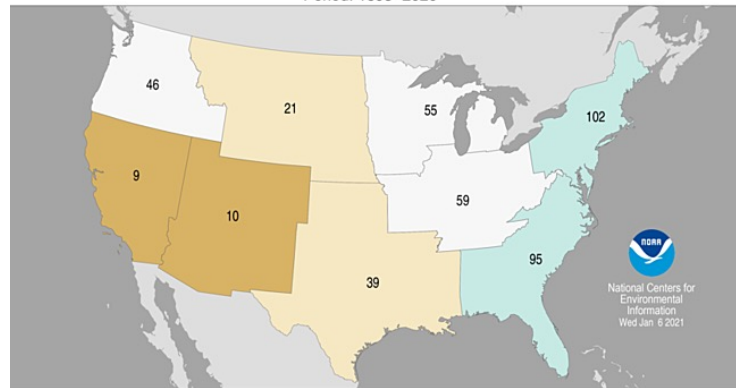 46
21
55
102
9
10
59
39
95
NOAA
National Centers for
Environmental
Information
Wed Jan 6 2021